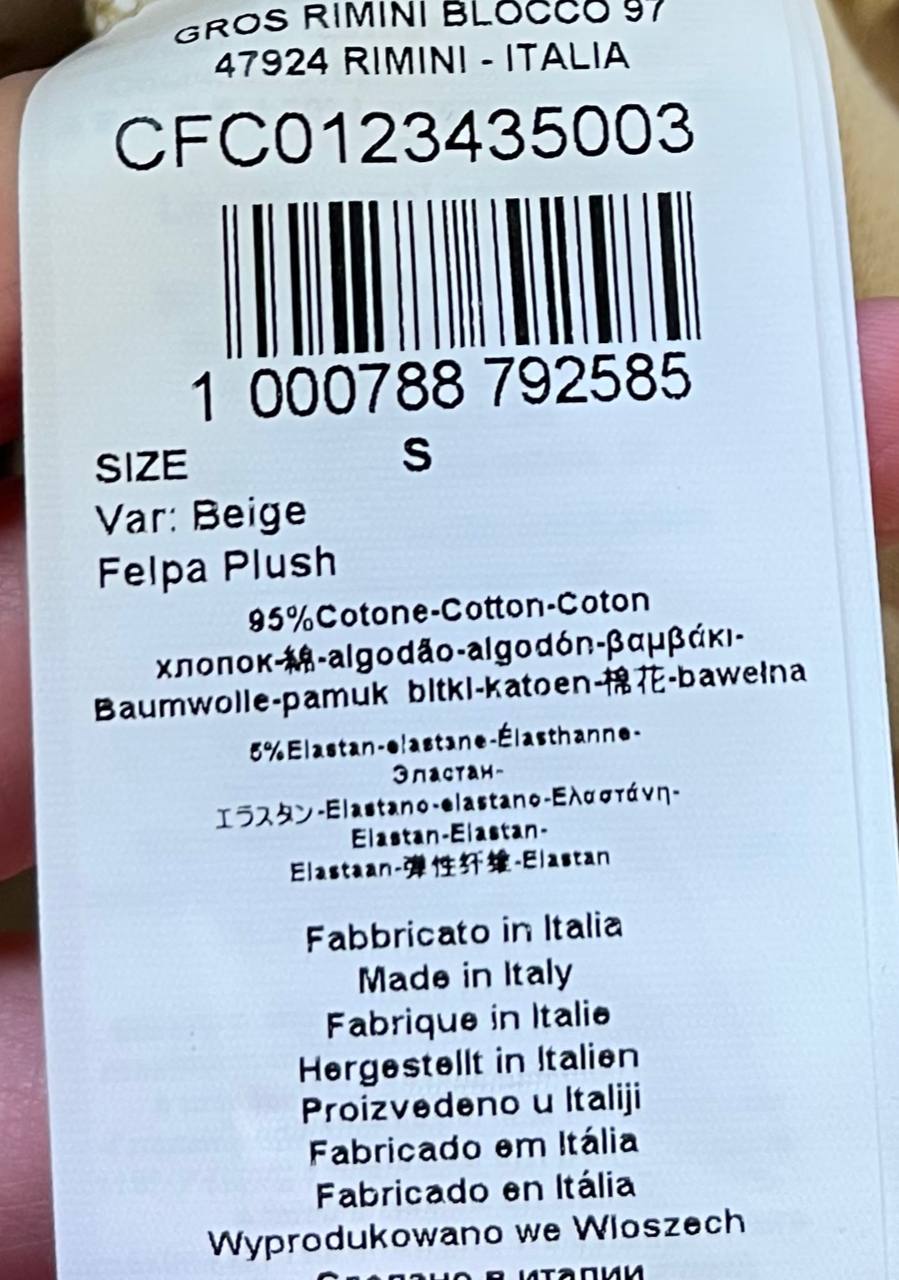 GROS RIMINI BLOCCO 97
47924 RIMINI - ITALIA
CFC0123435003
1 000788 792585
SIZE S
Var: Beige
Felpa Plush
95%Cotone-Cotton-Coton
хлопок-綿-algodão-algodón-βαμβάκι-
Baumwolle-pamuk bltkl-katoen-棉花-bawełna
5%Elastan-elastane-Élasthanne-
Эластан-
エラスタン-Elastano-elastano-Ελαστάνη-
Elastan-Elastan-
Elastaan-弹性纤维-Elastan
Fabbricato in Italia
Made in Italy
Fabrique in Italie
Hergestellt in Italien
Proizvedeno u Italiji
Fabricado em Itália
Fabricado en Itália
Wyprodukowano we Wloszech
Сделано в италии